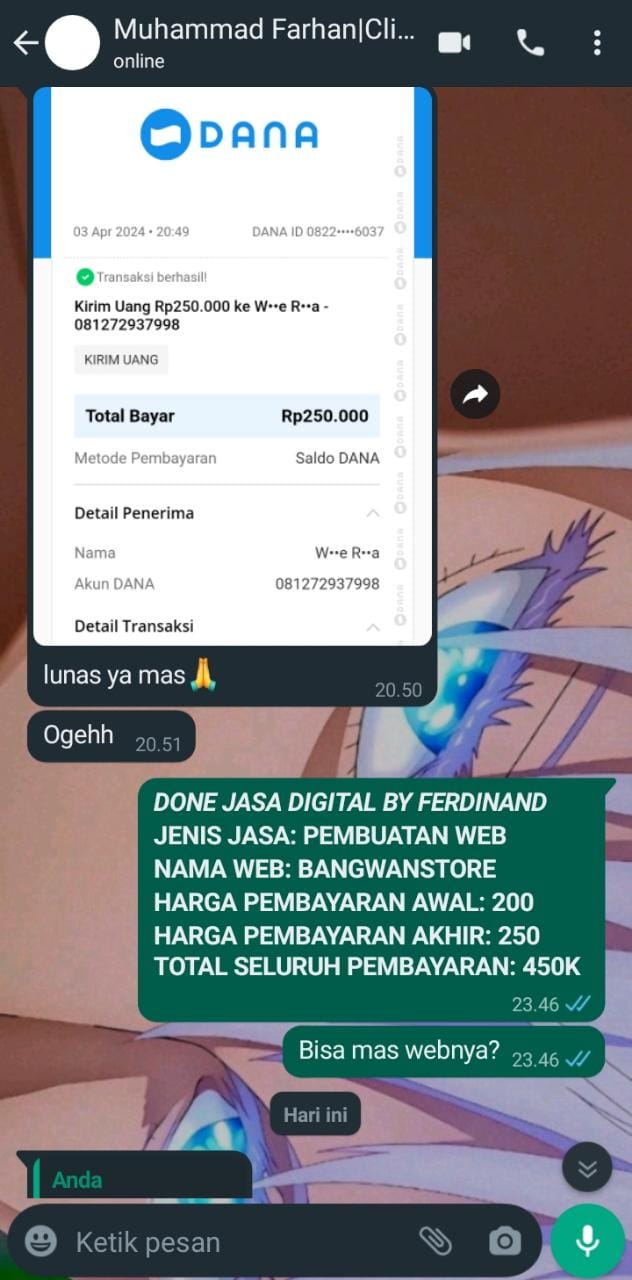 Muhammad Farhan|Cli...
online
DANA
03 Apr 2024 • 20:49
DANA ID 0822••••6037
Transaksi berhasil!
Kirim Uang Rp250.000 ke W••e R••a -
081272937998
KIRIM UANG
Total Bayar Rp250.000
Metode Pembayaran Saldo DANA
Detail Penerima
Nama W••e R••a
Akun DANA 081272937998
Detail Transaksi
lunas ya mas🙏
20.50
Ogehh 20.51
DONE JASA DIGITAL BY FERDINAND
JENIS JASA: PEMBUATAN WEB
NAMA WEB: BANGWANSTORE
HARGA PEMBAYARAN AWAL: 200
HARGA PEMBAYARAN AKHIR: 250
TOTAL SELURUH PEMBAYARAN: 450K
23.46
Bisa mas webnya? 23.46
Hari ini
Anda
Ketik pesan